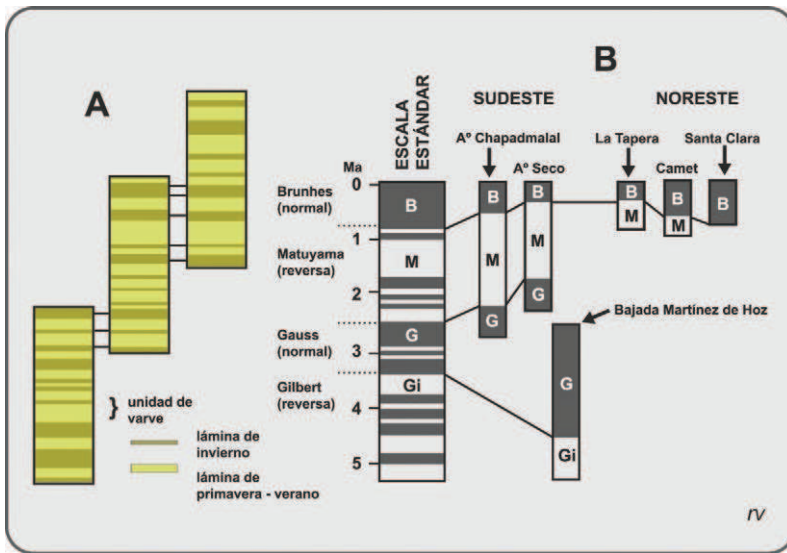 A
unidad de
varve
lámina de
invierno
lámina de
primavera - verano
B
ESCALA
ESTÁNDAR
SUDESTE
NORESTE
Aº Chapadmalal
Aº Seco
La Tapera
Camet
Santa Clara
Ma
0
1
2
3
4
5
Brunhes
(normal)
Matuyama
(reversa)
Gauss
(normal)
Gilbert
(reversa)
B
M
G
Gi
B
M
G
B
M
G
B
M
B
M
B
Bajada Martínez de Hoz
G
Gi
rv